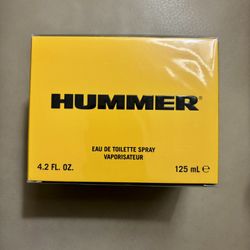 HUMMER®
EAU DE TOILETTE SPRAY
VAPORISATEUR
4.2 FL. OZ. 125 mL ℮